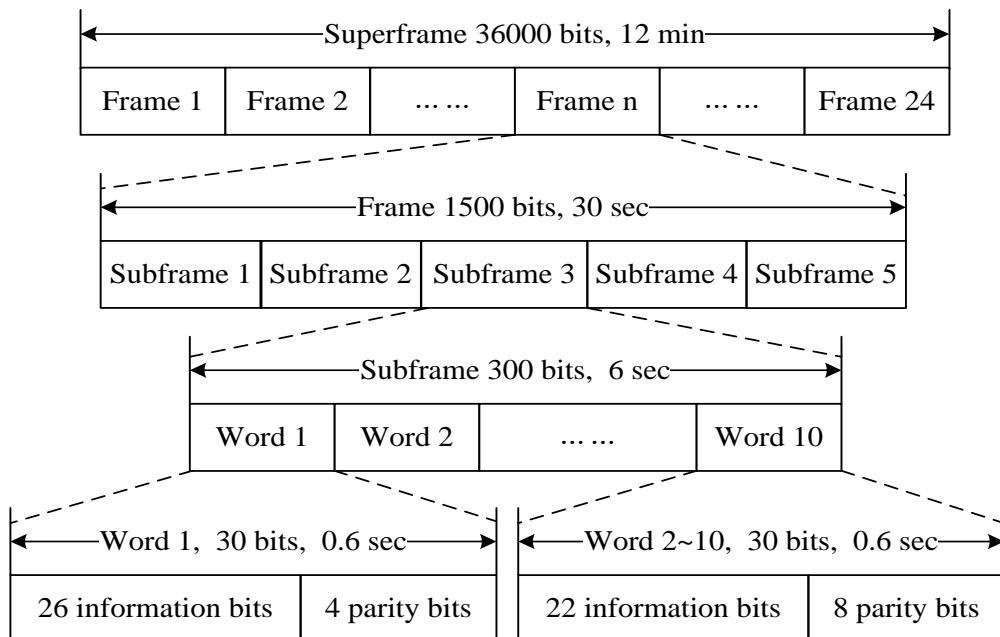 Superframe 36000 bits, 12 min
Frame 1 Frame 2 ... ... Frame n ... ... Frame 24
Frame 1500 bits, 30 sec
Subframe 1 Subframe 2 Subframe 3 Subframe 4 Subframe 5
Subframe 300 bits, 6 sec
Word 1 Word 2 ... ... Word 10
Word 1, 30 bits, 0.6 sec Word 2~10, 30 bits, 0.6 sec
26 information bits 4 parity bits 22 information bits 8 parity bits